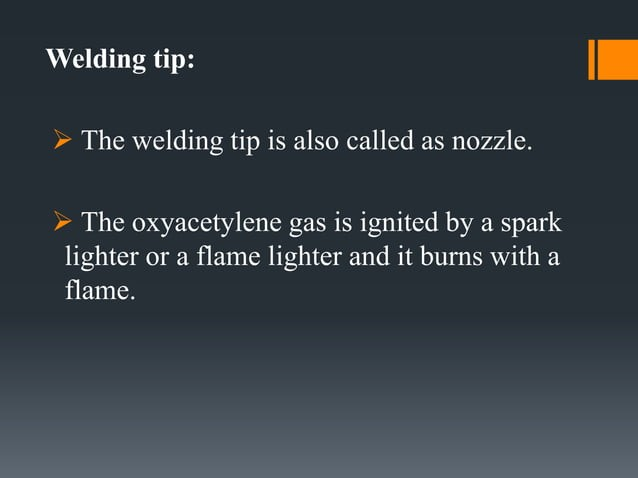 Welding tip:
The welding tip is also called as nozzle.
The oxyacetylene gas is ignited by a spark
lighter or a flame lighter and it burns with a
flame.